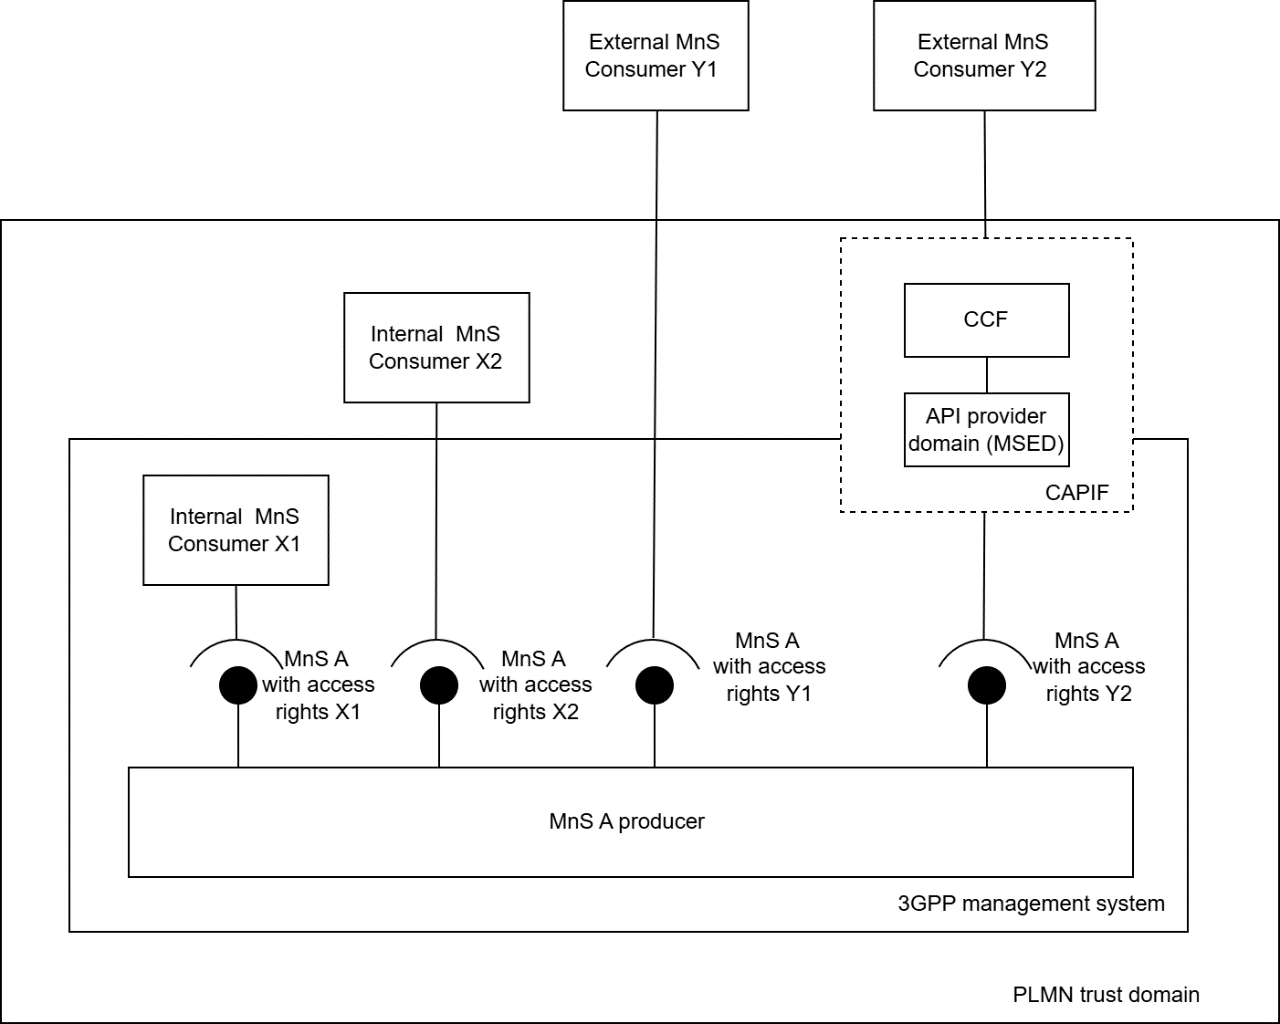 External MnS
Consumer Y1
External MnS
Consumer Y2
CCF
Internal MnS
Consumer X2
API provider
domain (MSED)
CAPIF
Internal MnS
Consumer X1
MnS A
with access
rights X1
MnS A
with access
rights X2
MnS A
with access
rights Y1
MnS A
with access
rights Y2
MnS A producer
3GPP management system
PLMN trust domain